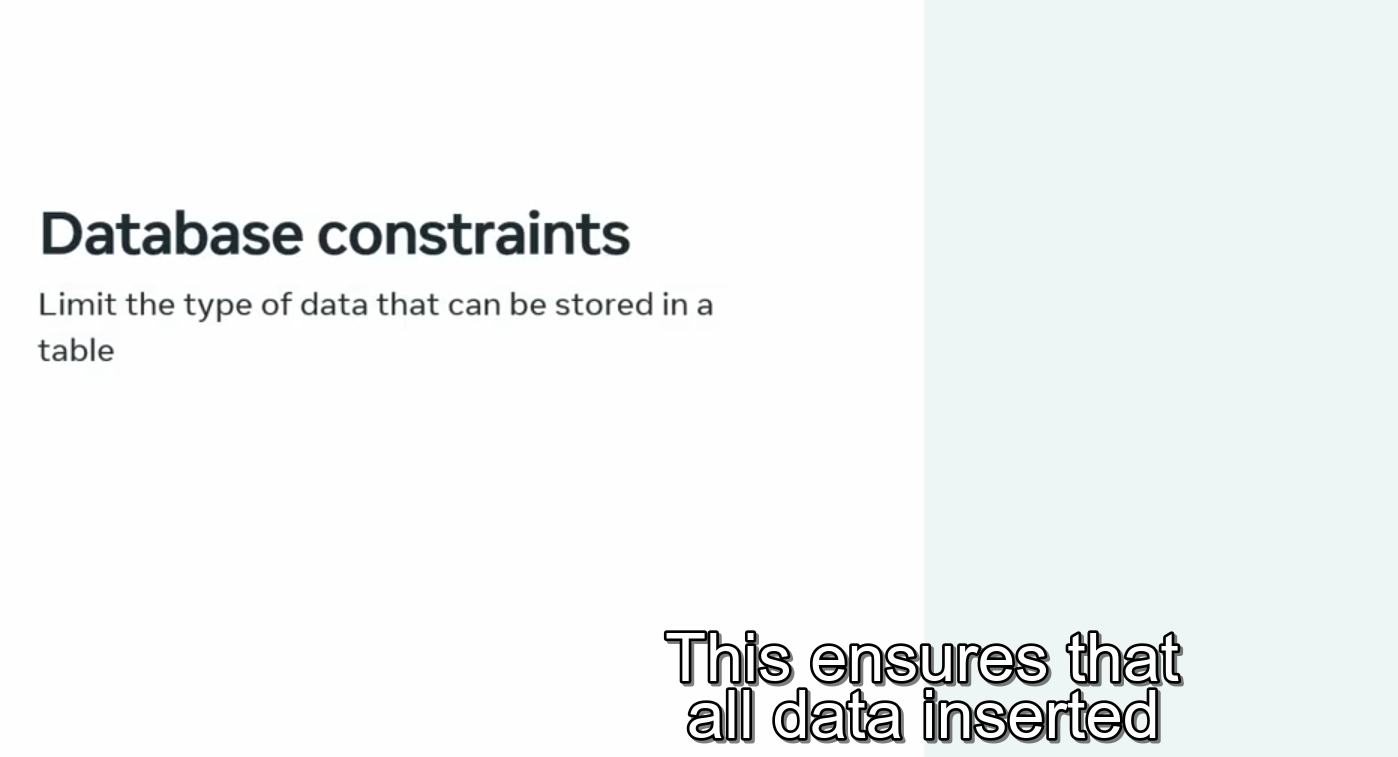 Database constraints
Limit the type of data that can be stored in a
table
This ensures that
all data inserted